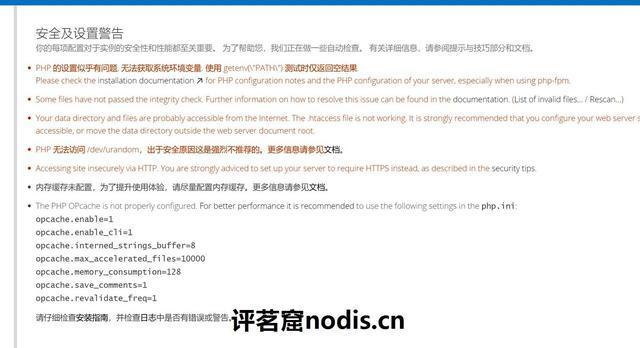 安全及设置警告
你的每项配置对于实例的安全性和性能都至关重要。 为了帮助您，我们正在做一些自动检查。 有关详细信息，请参阅提示与技巧部分和文档。
PHP 的设置似乎有问题, 无法获取系统环境变量. 使用 getenv(\"PATH\") 测试时仅返回空结果.
Please check the installation documentation ↗ for PHP configuration notes and the PHP configuration of your server, especially when using php-fpm.
Some files have not passed the integrity check. Further information on how to resolve this issue can be found in the documentation. (List of invalid files… / Rescan…)
Your data directory and files are probably accessible from the Internet. The .htaccess file is not working. It is strongly recommended that you configure your web server s
accessible, or move the data directory outside the web server document root.
PHP 无法访问 /dev/urandom，出于安全原因这是强烈不推荐的。更多信息请参见文档。
Accessing site insecurely via HTTP. You are strongly adviced to set up your server to require HTTPS instead, as described in the security tips.
内存缓存未配置，为了提升使用体验，请尽量配置内存缓存。更多信息请参见文档。
The PHP OPcache is not properly configured. For better performance it is recommended to use the following settings in the php.ini:
opcache.enable=1
opcache.enable_cli=1
opcache.interned_strings_buffer=8
opcache.max_accelerated_files=10000
opcache.memory_consumption=128
opcache.save_comments=1
opcache.revalidate_freq=1
请仔细检查安装指南，并检查日志中是否有错误或警告。
评茗窟nodis.cn